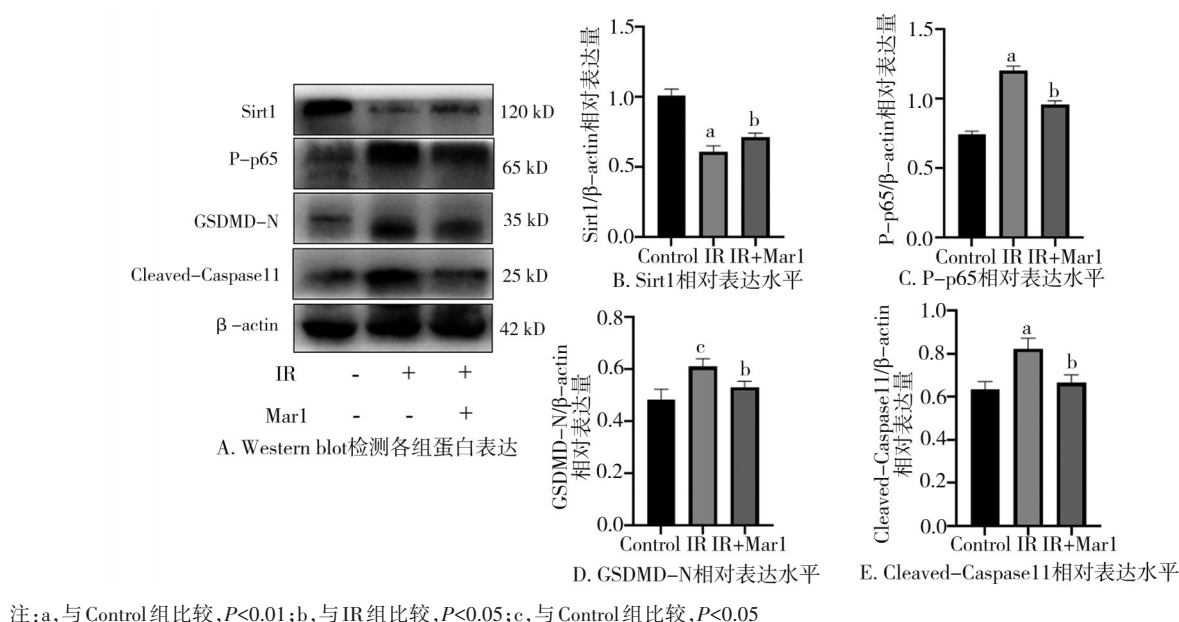 Sirt1
120 kD
P-p65
65 kD
GSDMD-N
35 kD
Cleaved-Caspase11
25 kD
β-actin
42 kD
IR - + +
Mar1 - - +
A. Western blot检测各组蛋白表达
Sirt1/β-actin相对表达量
1.5
1.0
0.5
0.0
a
b
Control IR IR+Mar1
B. Sirt1相对表达水平
P-p65/β-actin相对表达量
1.5
1.0
0.5
0.0
a
b
Control IR IR+Mar1
C. P-p65相对表达水平
GSDMD-N/β-actin
相对表达量
0.8
0.6
0.4
0.2
0.0
c
b
Control IR IR+Mar1
D. GSDMD-N相对表达水平
Cleaved-Caspase11/β-actin
相对表达量
1.0
0.8
0.6
0.4
0.2
0.0
a
b
Control IR IR+Mar1
E. Cleaved-Caspase11相对表达水平
注:a,与Control组比较,P<0.01;b,与IR组比较,P<0.05;c,与Control组比较,P<0.05